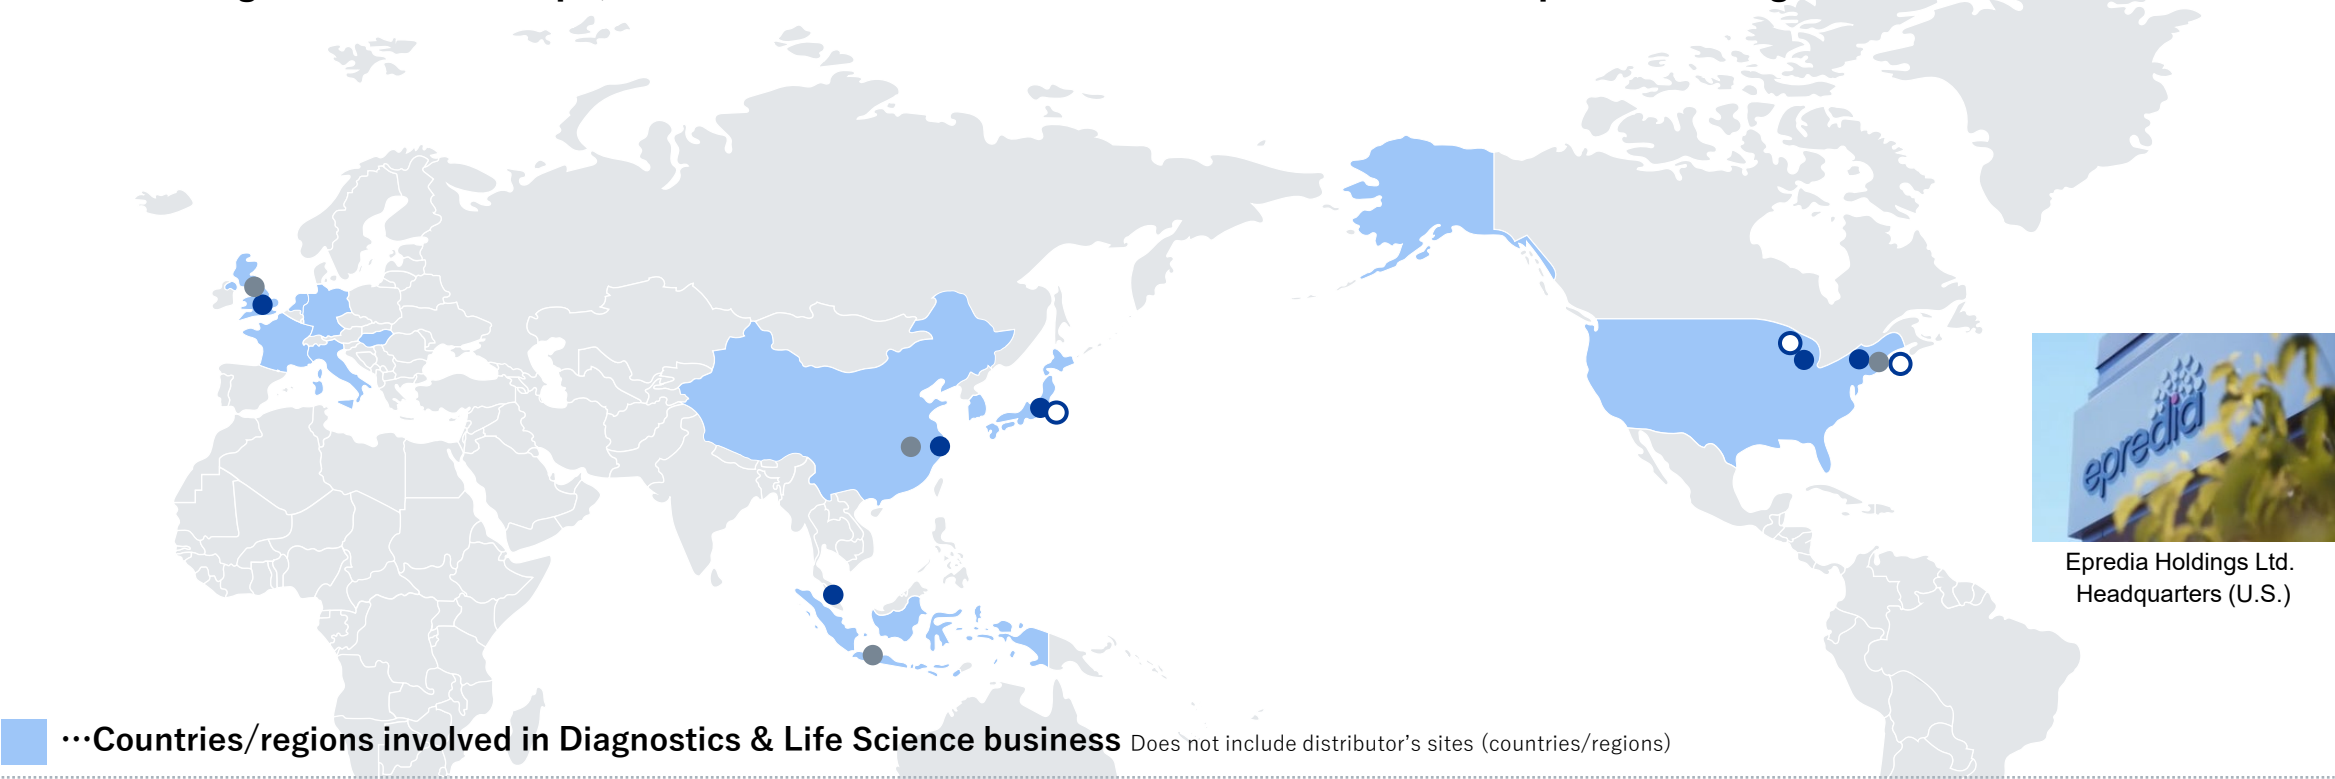 epredia
Epredia Holdings Ltd.
Headquarters (U.S.)
…Countries/regions involved in Diagnostics & Life Science business Does not include distributor's sites (countries/regions)